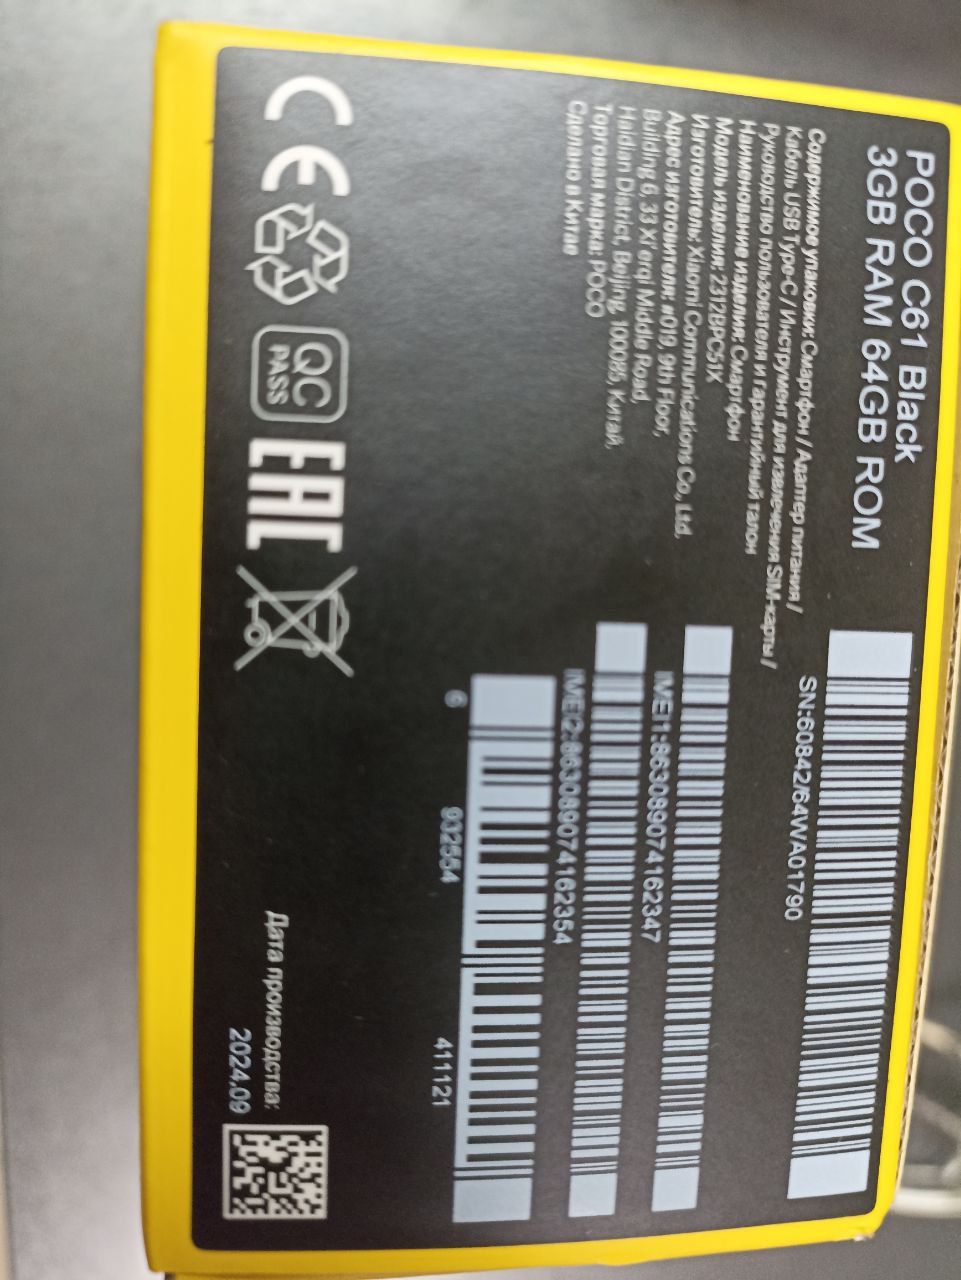 POCO C61 Black
3GB RAM 64GB ROM
Содержимое упаковки: Смартфон / Адаптер питания /
Кабель USB Type-C / Инструмент для извлечения SIM-карты /
Руководство пользователя и гарантийный талон
Наименование изделия: Смартфон
Модель изделия: 2312BPC51X
Изготовитель: Xiaomi Communications Co., Ltd.
Адрес изготовителя: #019, 9th Floor,
Building 6, 33 Xi'erqi Middle Road,
Haidian District, Beijing, 100085, Китай
Торговая марка: POCO
Сделано в Китае
SN:60842/64WA01790
IMEI1:863089074162347
IMEI2:863089074162354
6 932554 411121
CE
QC
PASS
EAC
Дата производства:
2024.09